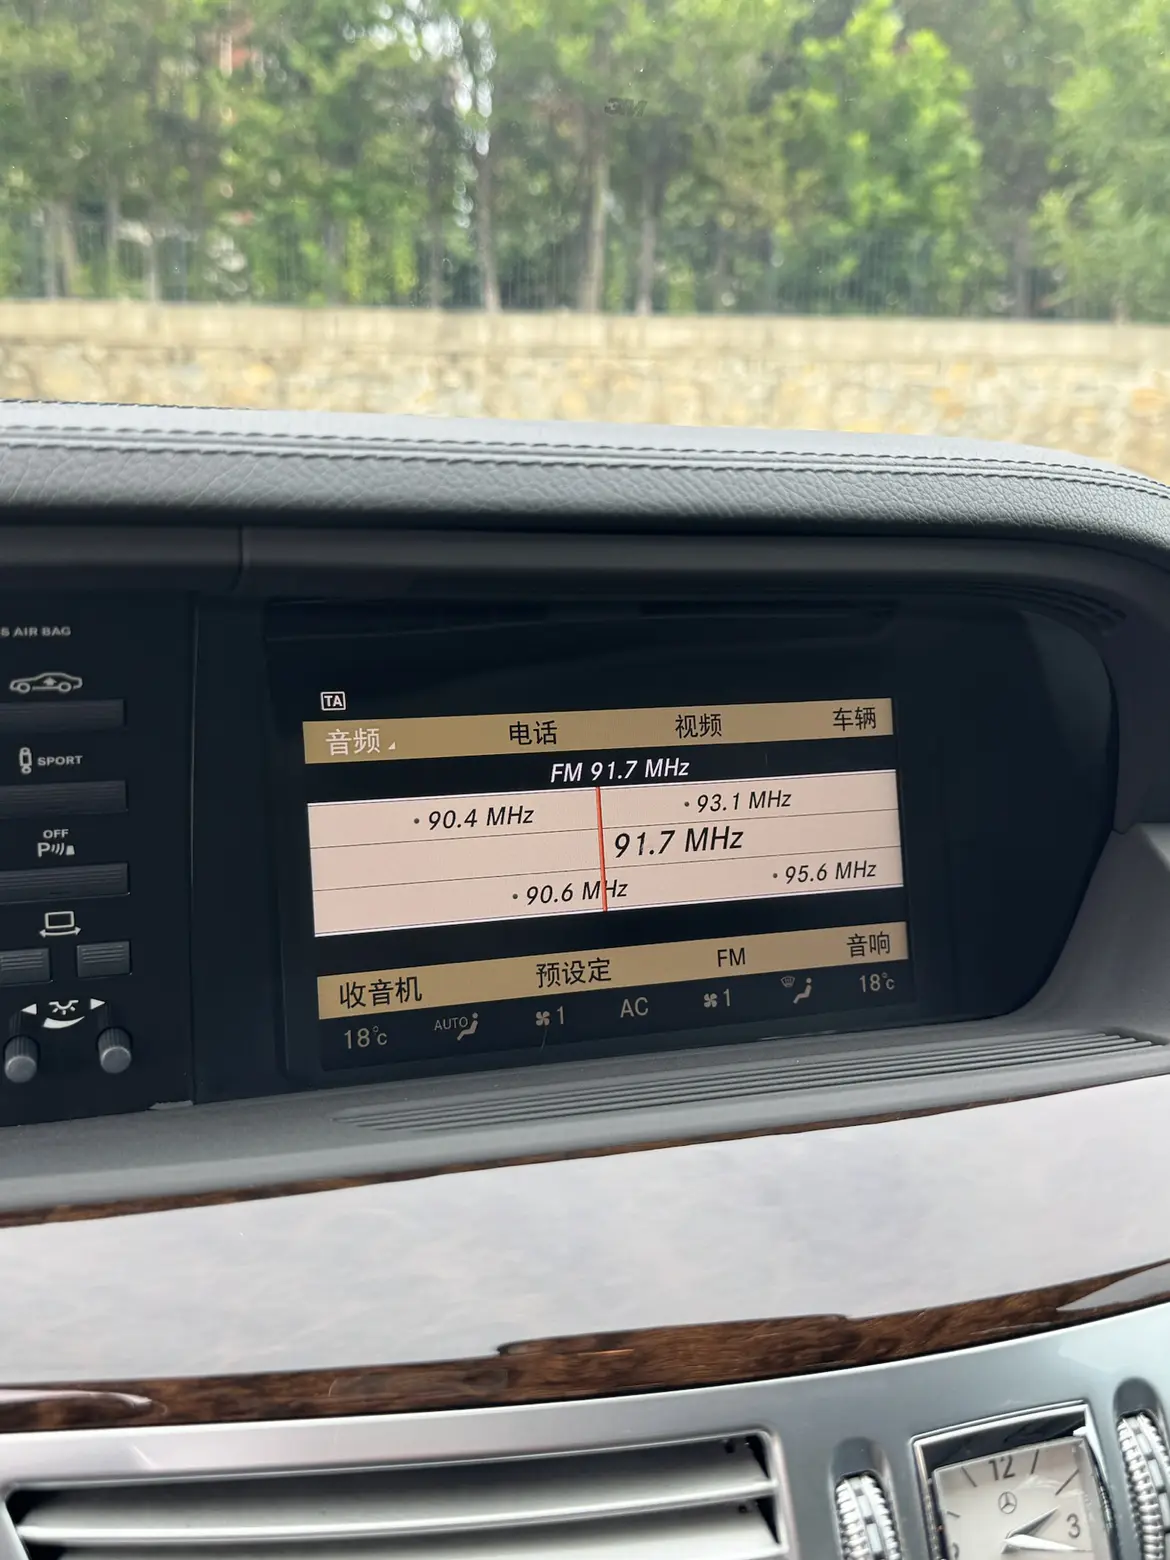 3M
S AIR BAG
SPORT
OFF
P
TA
音频 电话 视频 车辆
FM 91.7 MHz
90.4 MHz 93.1 MHz
91.7 MHz
90.6 MHz 95.6 MHz
收音机 预设定 FM 音响
18°C AUTO 1 AC 1 18°C
12
3